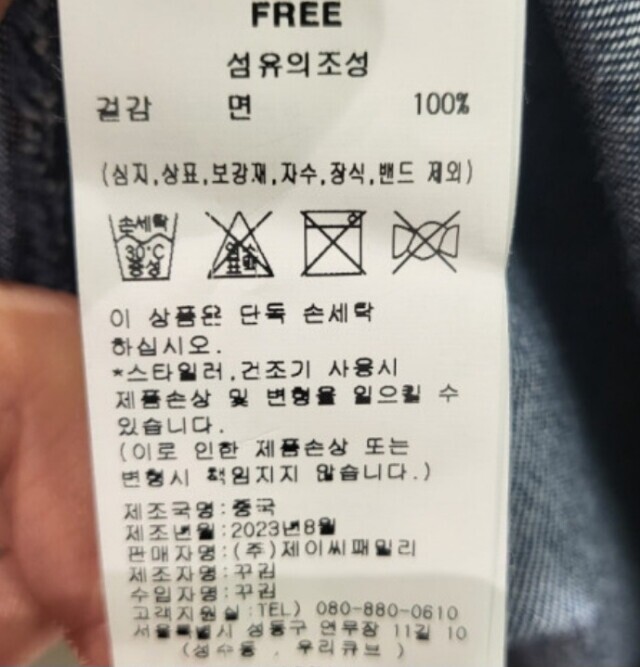 FREE
섬유의조성
겉감 면 100%
(심지,상표,보강재,자수,장식,밴드 제외)
손세탁
30°C
중성
염소
표백
이 상품은 단독 손세탁
하십시오.
*스타일러,건조기 사용시
제품손상 및 변형을 일으킬 수
있습니다.
(이로 인한 제품손상 또는
변형시 책임지지 않습니다.)
제조국명:중국
제조년월:2023년8월
판매자명:(주)제이씨패밀리
제조자명:꾸김
수입자명:꾸김
고객지원실:TEL) 080-880-0610
서울특별시 성동구 연무장 11길 10
(성수동, 우리큐브)